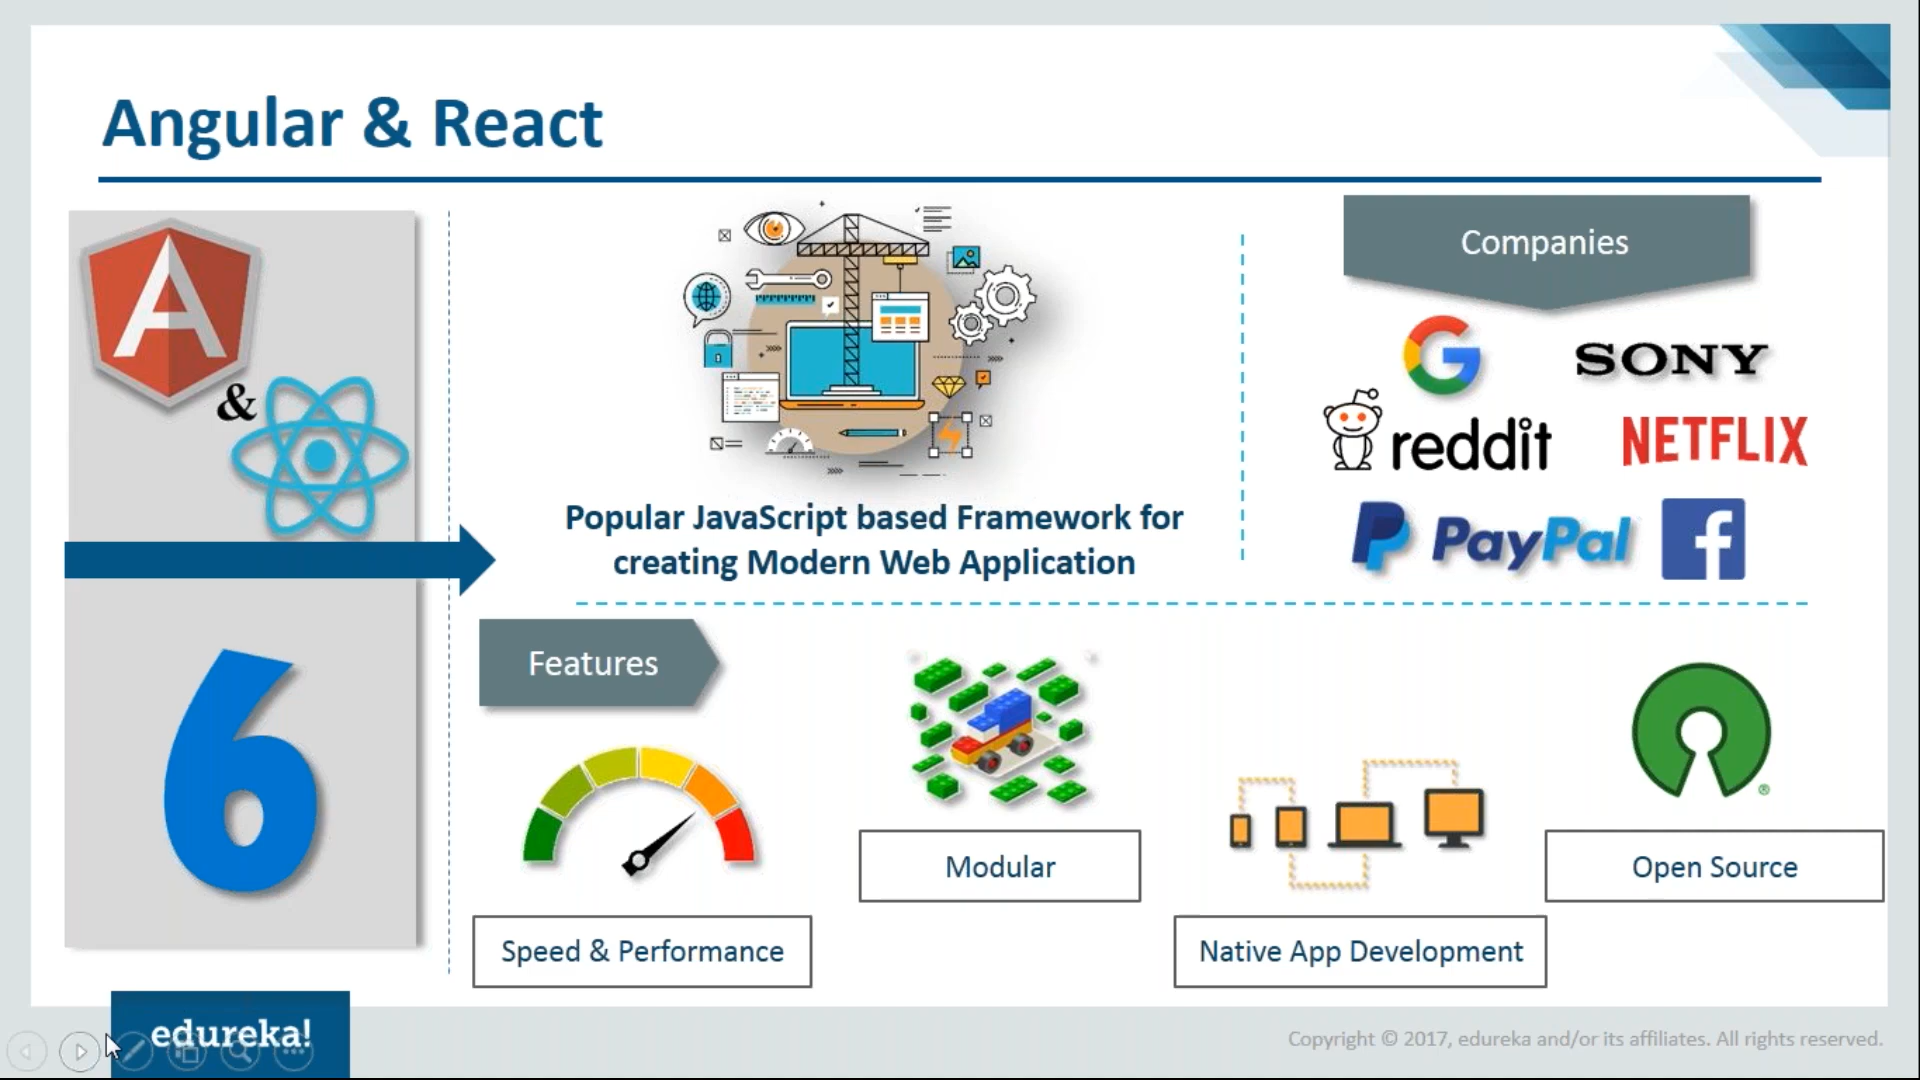 Angular & React
A
&
6
Popular JavaScript based Framework for
creating Modern Web Application
Companies
G
SONY
reddit
NETFLIX
PayPal
f
Features
Speed & Performance
Modular
Native App Development
®
Open Source
edureka!
Copyright © 2017, edureka and/or its affiliates. All rights reserved.